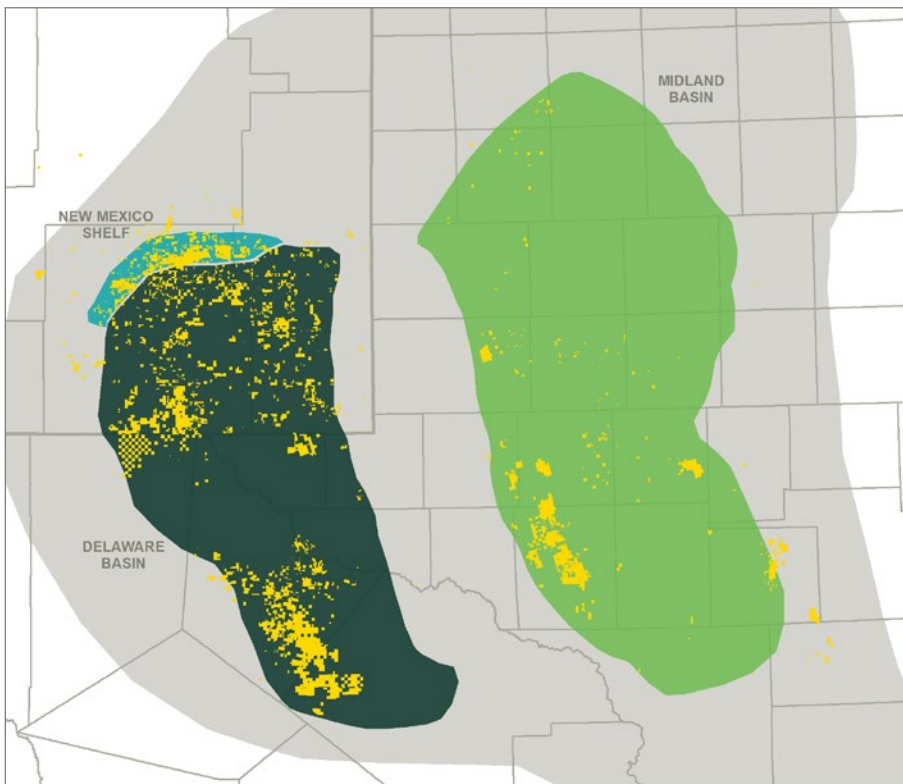 MIDLAND
BASIN
NEW MEXICO
SHELF
DELAWARE
BASIN